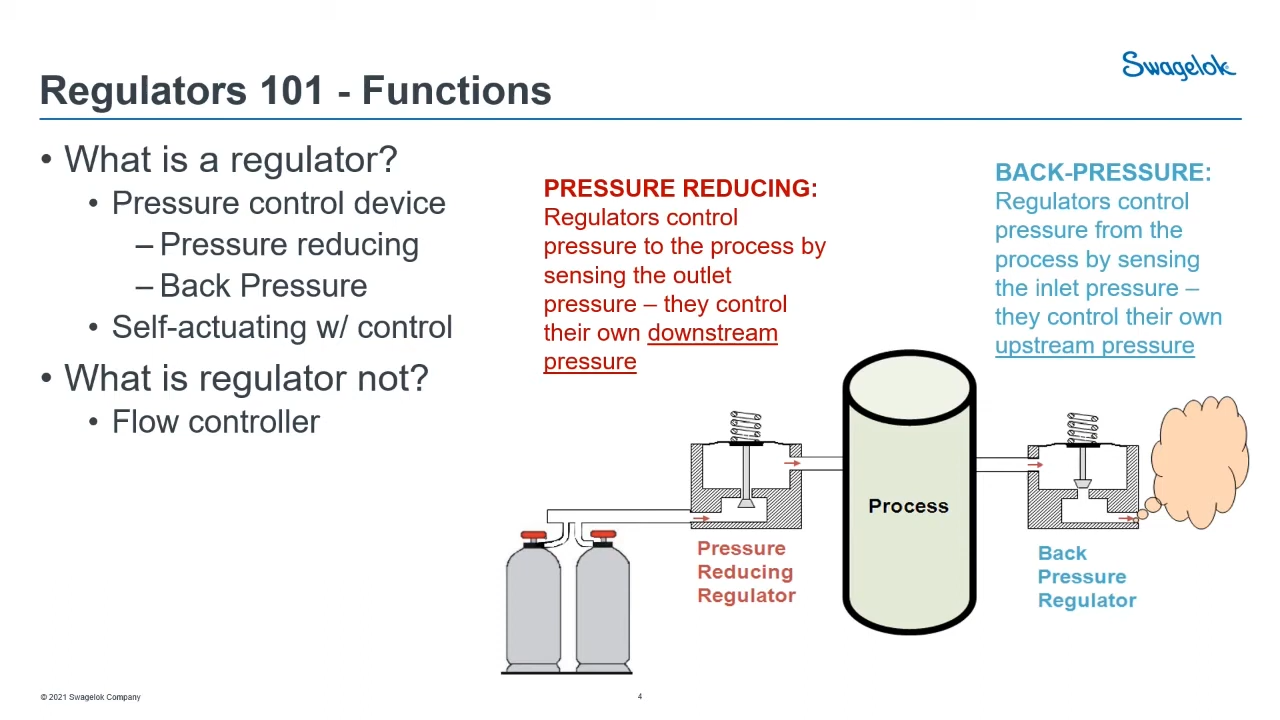 Swagelok
Regulators 101 - Functions
• What is a regulator?
• Pressure control device
– Pressure reducing
– Back Pressure
• Self-actuating w/ control
• What is regulator not?
• Flow controller
PRESSURE REDUCING:
Regulators control
pressure to the process by
sensing the outlet
pressure – they control
their own downstream
pressure
BACK-PRESSURE:
Regulators control
pressure from the
process by sensing
the inlet pressure –
they control their own
upstream pressure
Process
Pressure
Reducing
Regulator
Back
Pressure
Regulator
© 2021 Swagelok Company
4